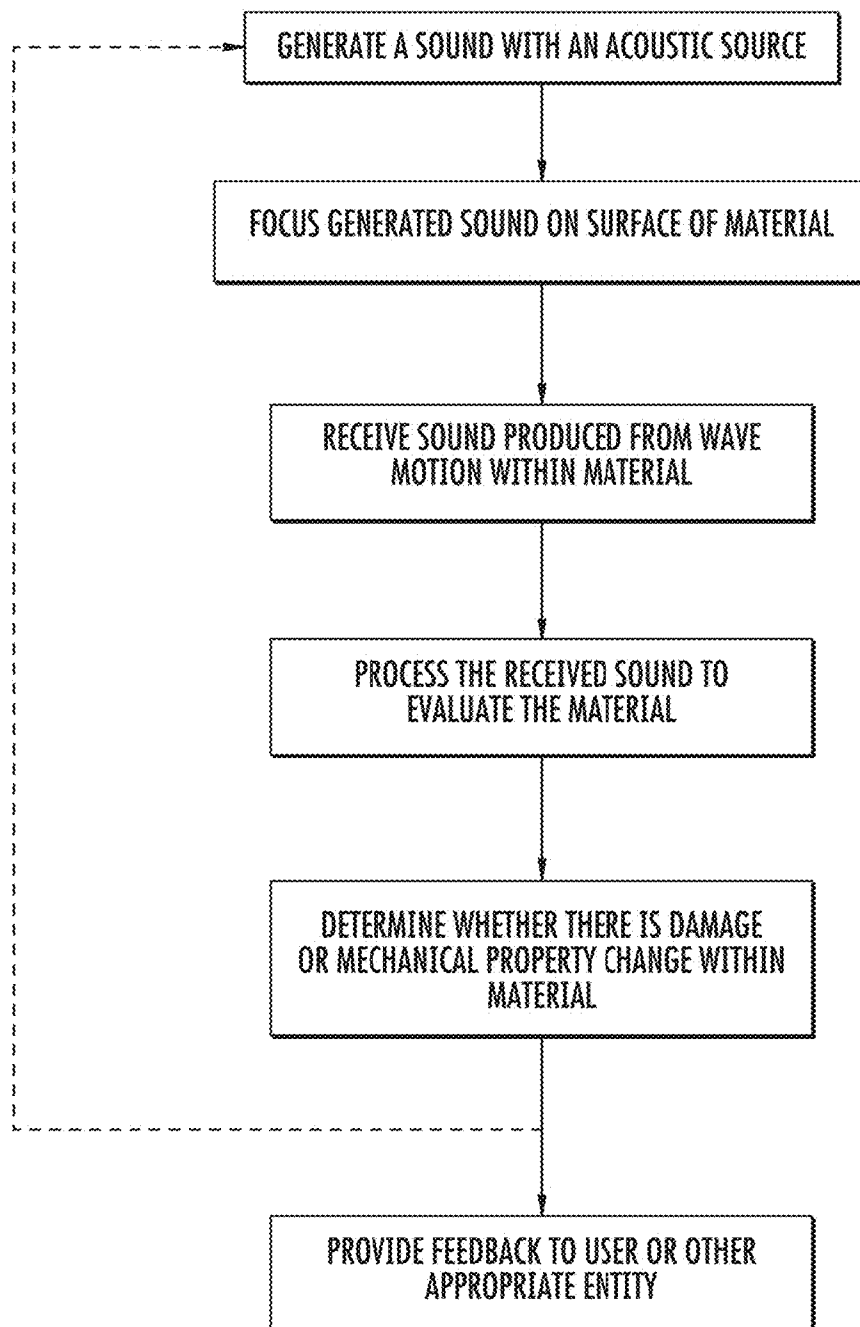 GENERATE A SOUND WITH AN ACOUSTIC SOURCE
FOCUS GENERATED SOUND ON SURFACE OF MATERIAL
RECEIVE SOUND PRODUCED FROM WAVE
MOTION WITHIN MATERIAL
PROCESS THE RECEIVED SOUND TO
EVALUATE THE MATERIAL
DETERMINE WHETHER THERE IS DAMAGE
OR MECHANICAL PROPERTY CHANGE WITHIN
MATERIAL
PROVIDE FEEDBACK TO USER OR OTHER
APPROPRIATE ENTITY